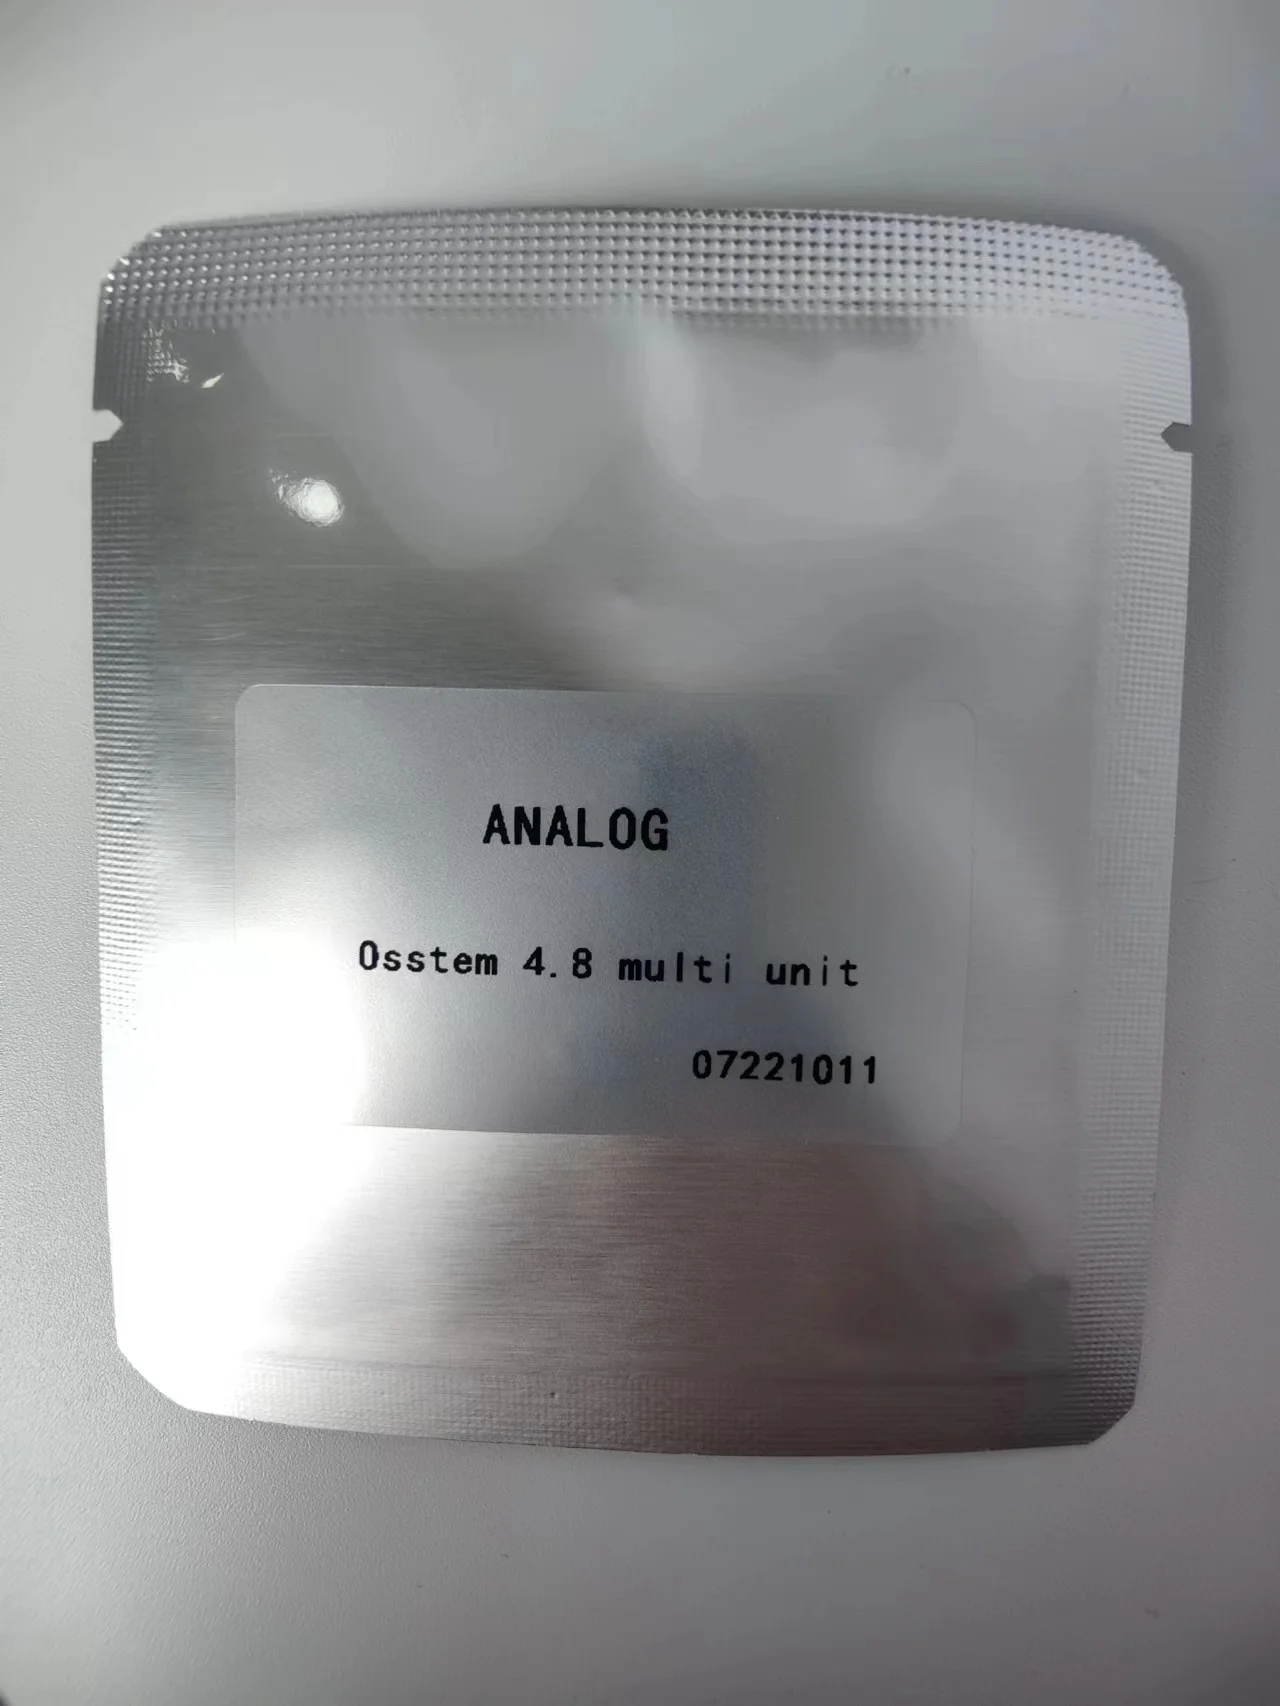 ANALOG
Osstem 4.8 multi unit
07221011